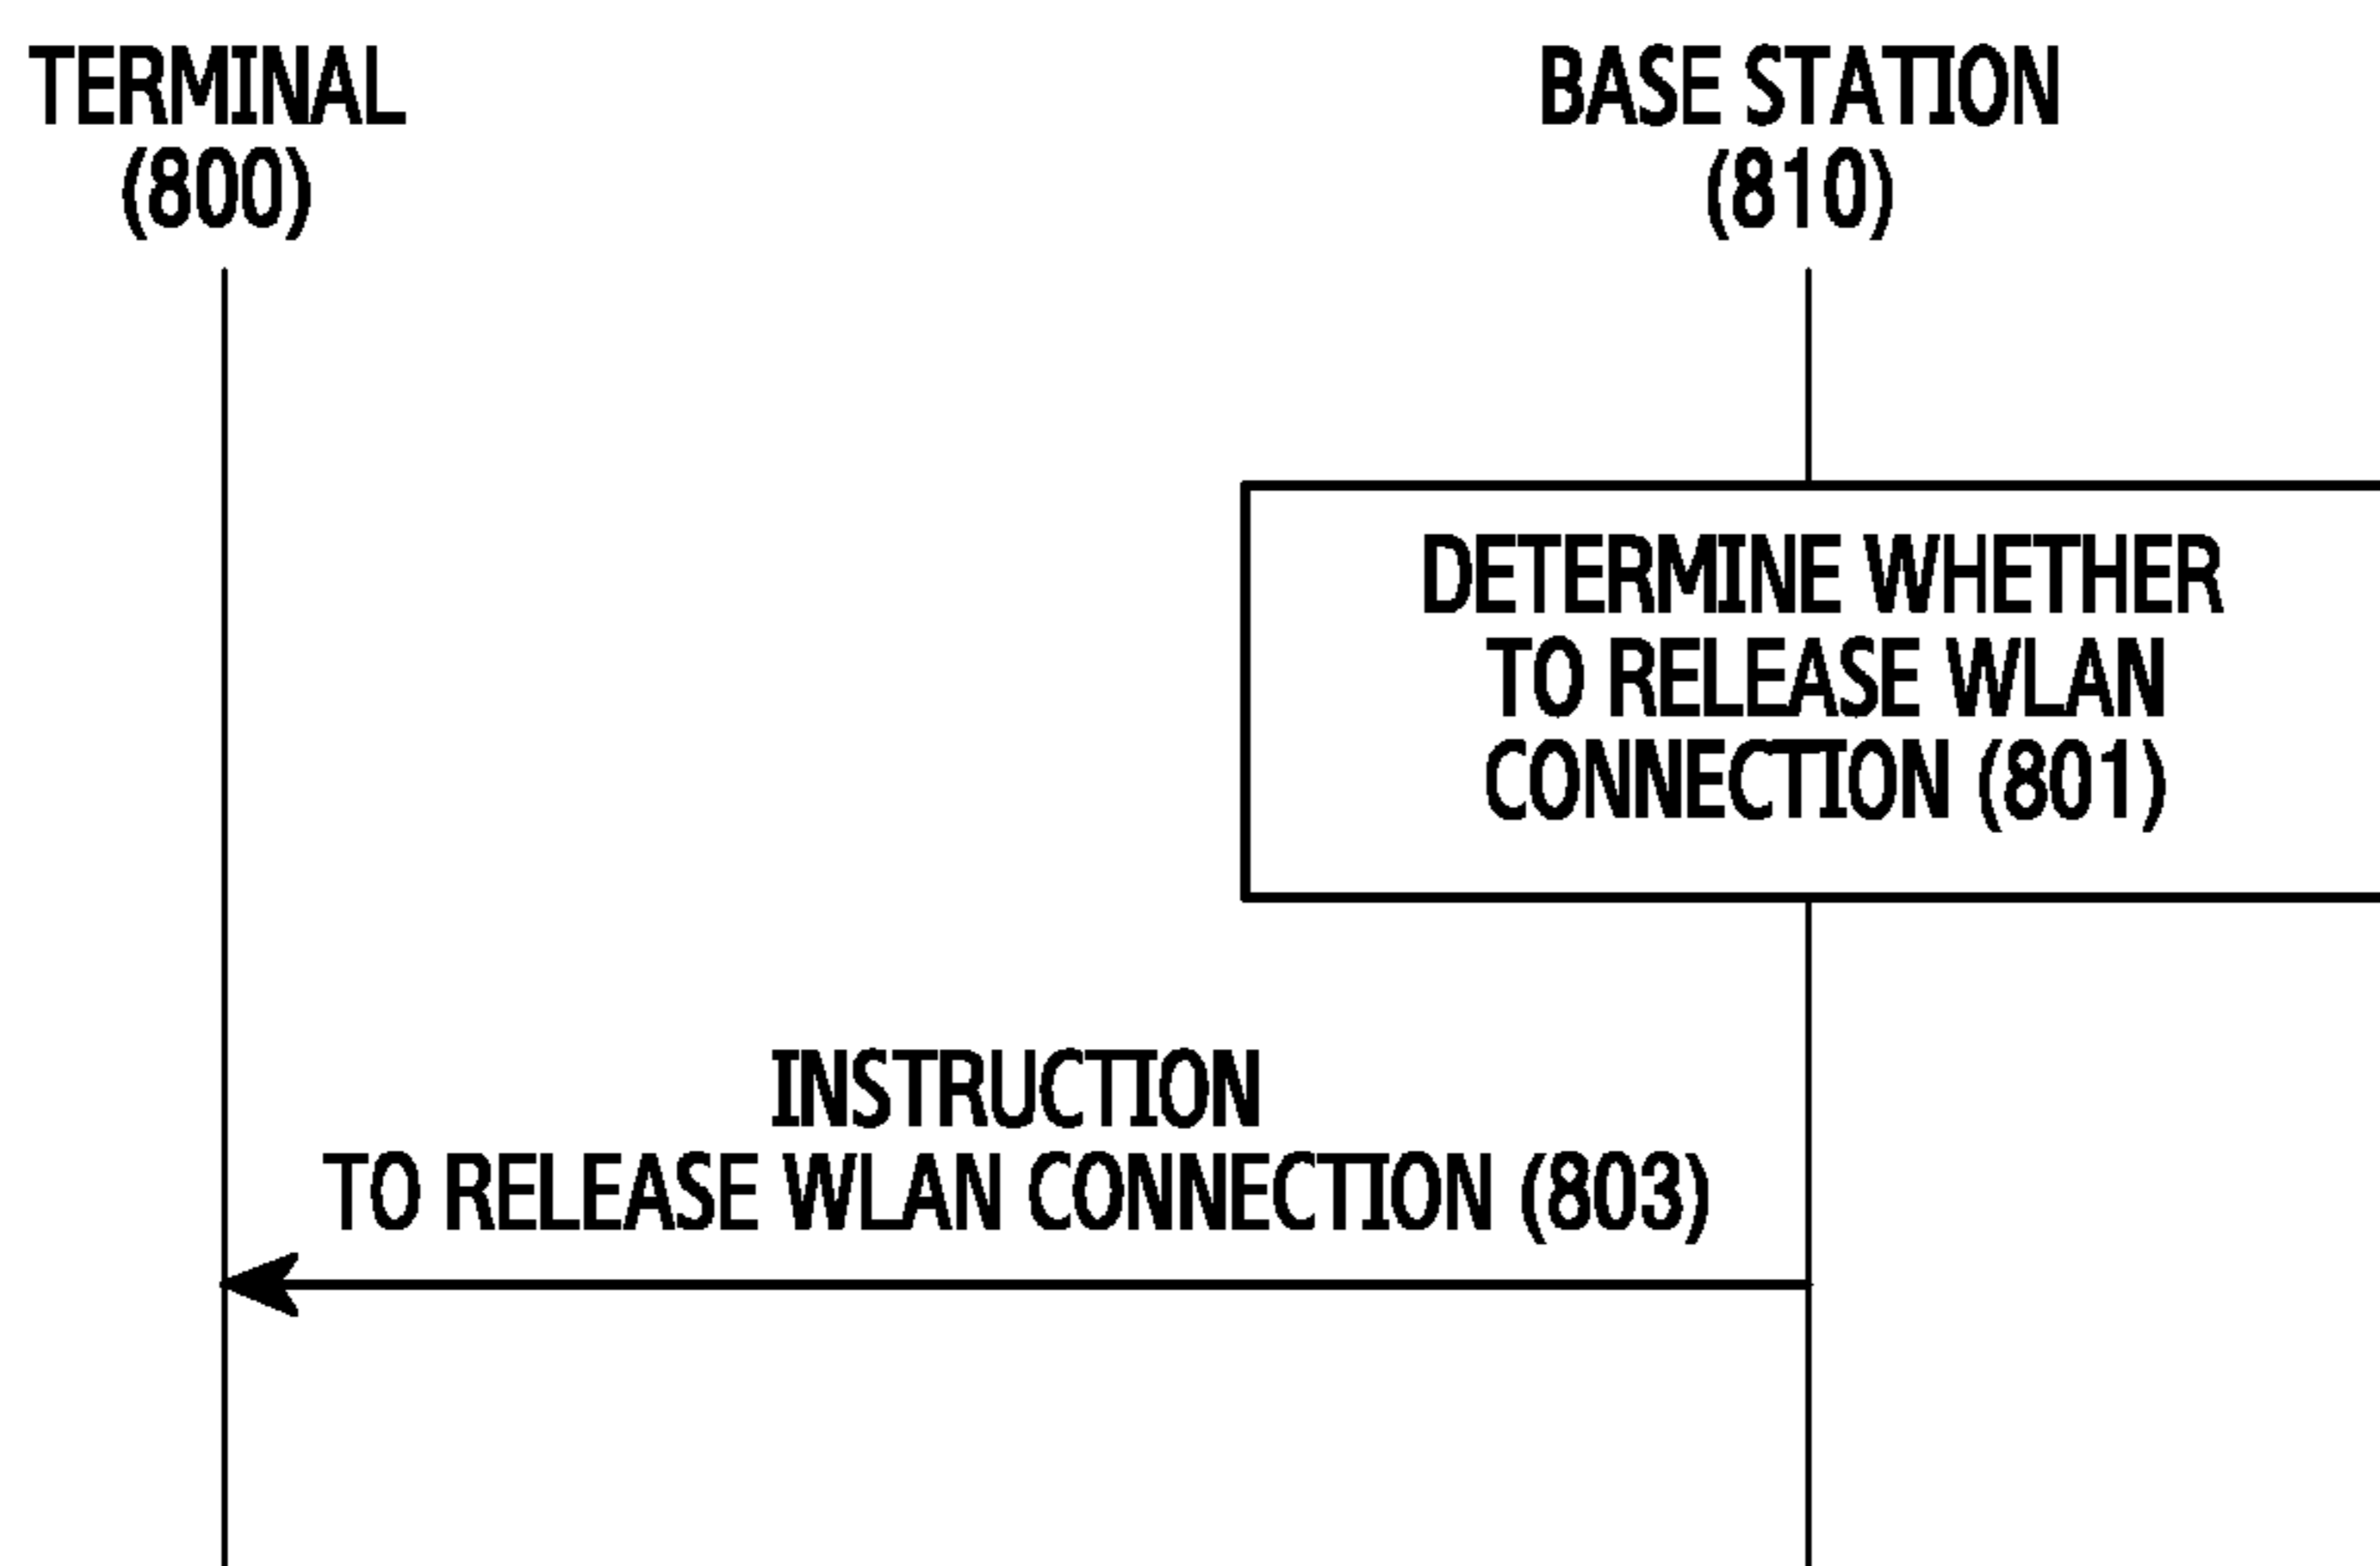 TERMINAL
(800)
BASE STATION
(810)
DETERMINE WHETHER
TO RELEASE WLAN
CONNECTION (801)
INSTRUCTION
TO RELEASE WLAN CONNECTION (803)